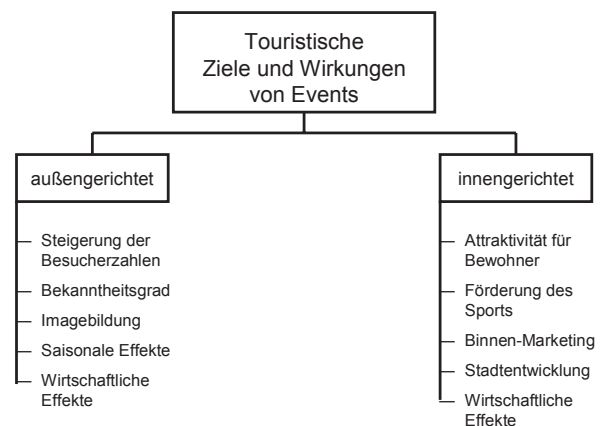 Touristische
Ziele und Wirkungen
von Events
außengerichtet
Steigerung der
Besucherzahlen
Bekanntheitsgrad
Imagebildung
Saisonale Effekte
Wirtschaftliche
Effekte
innengerichtet
Attraktivität für
Bewohner
Förderung des
Sports
Binnen-Marketing
Stadtentwicklung
Wirtschaftliche
Effekte